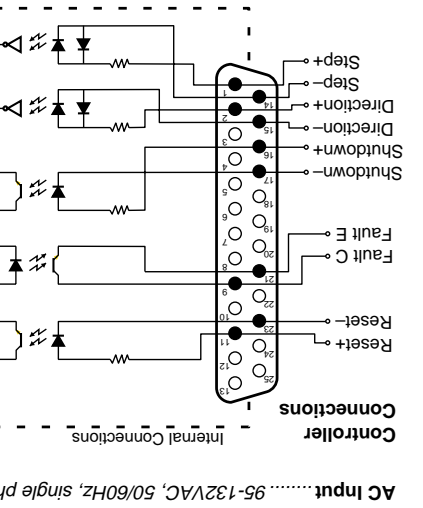 AC Input ........ 95-132VAC, 50/60Hz, single ph
Controller
Connections
Internal Connections
Reset+
Reset–
Fault C
Fault E
Shutdown–
Shutdown+
Direction–
Direction+
Step–
Step+
25
13
24
12
23
11
22
10
21
9
20
8
19
7
18
6
17
5
16
4
15
3
14
2
1